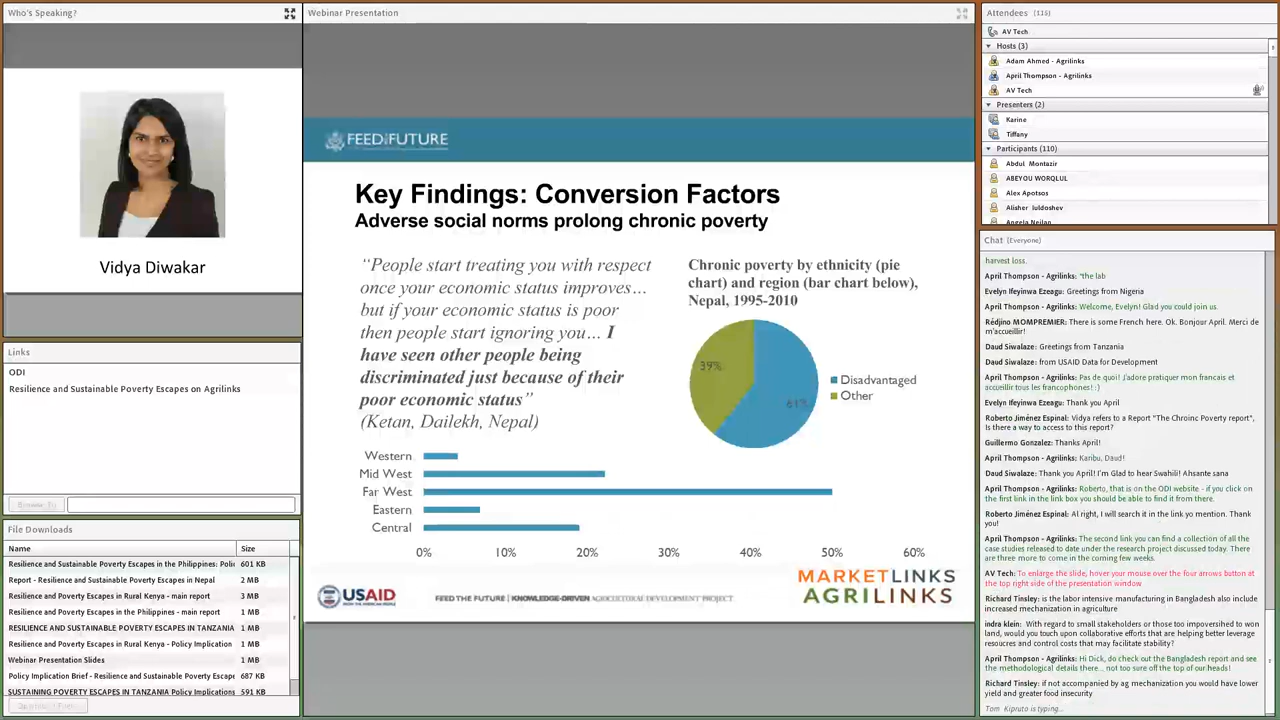 Who's Speaking?
Vidya Diwakar
Links
ODI
Resilience and Sustainable Poverty Escapes on Agrilinks
Browse To
File Downloads
Name Size
Resilience and Sustainable Poverty Escapes in the Philippines: Polic 601 KB
Report - Resilience and Sustainable Poverty Escapes in Nepal 2 MB
Resilience and Poverty Escapes in Rural Kenya - main report 3 MB
Resilience and Poverty Escapes in the Philippines - main report 1 MB
RESILIENCE AND SUSTAINABLE POVERTY ESCAPES IN TANZANIA 1 MB
Resilience and Poverty Escapes in Rural Kenya - Policy Implication 1 MB
Webinar Presentation Slides 1 MB
Policy Implication Brief - Resilience and Sustainable Poverty Escape 687 KB
SUSTAINING POVERTY ESCAPES IN TANZANIA Policy Implications 591 KB
Webinar Presentation
FEED THE FUTURE
Key Findings: Conversion Factors
Adverse social norms prolong chronic poverty
“People start treating you with respect
once your economic status improves…
but if your economic status is poor
then people start ignoring you… I
have seen other people being
discriminated just because of their
poor economic status”
(Ketan, Dailekh, Nepal)
Chronic poverty by ethnicity (pie
chart) and region (bar chart below),
Nepal, 1995-2010
39%
61%
Disadvantaged
Other
Western
Mid West
Far West
Eastern
Central
0% 10% 20% 30% 40% 50% 60%
USAID
FROM THE AMERICAN PEOPLE
FEED THE FUTURE | KNOWLEDGE-DRIVEN AGRICULTURAL DEVELOPMENT PROJECT
MARKETLINKS
AGRILINKS
Attendees (115)
AV Tech
Hosts (3)
Adam Ahmed - Agrilinks
April Thompson - Agrilinks
AV Tech
Presenters (2)
Karine
Tiffany
Participants (110)
Abdul Montazir
ABEYOU WORQLUL
Alex Apotsos
Alisher Juldoshev
Angela Neilan
Chat (Everyone)
harvest loss.
April Thompson - Agrilinks: *the lab
Evelyn Ifeyinwa Ezeagu: Greetings from Nigeria
April Thompson - Agrilinks: Welcome, Evelyn! Glad you could join us.
Rédjino MOMPREMIER: There is some French here. Ok. Bonjour April. Merci de
m'accueillir!
Daud Siwalaze: Greetings from Tanzania
Daud Siwalaze: from USAID Data for Development
April Thompson - Agrilinks: Pas de quoi! J'adore pratiquer mon francais et
accueillir tous les francophones! :)
Evelyn Ifeyinwa Ezeagu: Thank you April
Roberto Jiménez Espinal: Vidya refers to a Report "The Chroinc Poverty report",
Is there a way to access to this report?
Guillermo Gonzalez: Thanks April!
April Thompson - Agrilinks: Karibu, Daud!
Daud Siwalaze: Thank you April! I'm Glad to hear Swahili! Ahsante sana
April Thompson - Agrilinks: Roberto, that is on the ODI website - if you click on
the first link in the link box you should be able to find it from there.
Roberto Jiménez Espinal: Al right, I will search it in the link yo mention. Thank
you!
April Thompson - Agrilinks: The second link you can find a collection of all the
case studies released to date under the research project discussed today. There
are three more to come in the coming few weeks.
AV Tech: To enlarge the slide, hover your mouse over the four arrows button at
the top right side of the presentation window
Richard Tinsley: is the labor intensive manufacturing in Bangladesh also include
increased mechanization in agriculture
indra klein: With regard to small stakeholders or those too impoverished to won
land, would you touch upon collaborative efforts that are helping better leverage
resoucres and control costs that may facilitate stability?
April Thompson - Agrilinks: Hi Dick, do check out the Bangladesh report and see
the methodological details there... not too sure off the top of our heads!
Richard Tinsley: if not accompanied by ag mechanization you would have lower
yield and greater food insecurity
Tom Kipruto is typing...